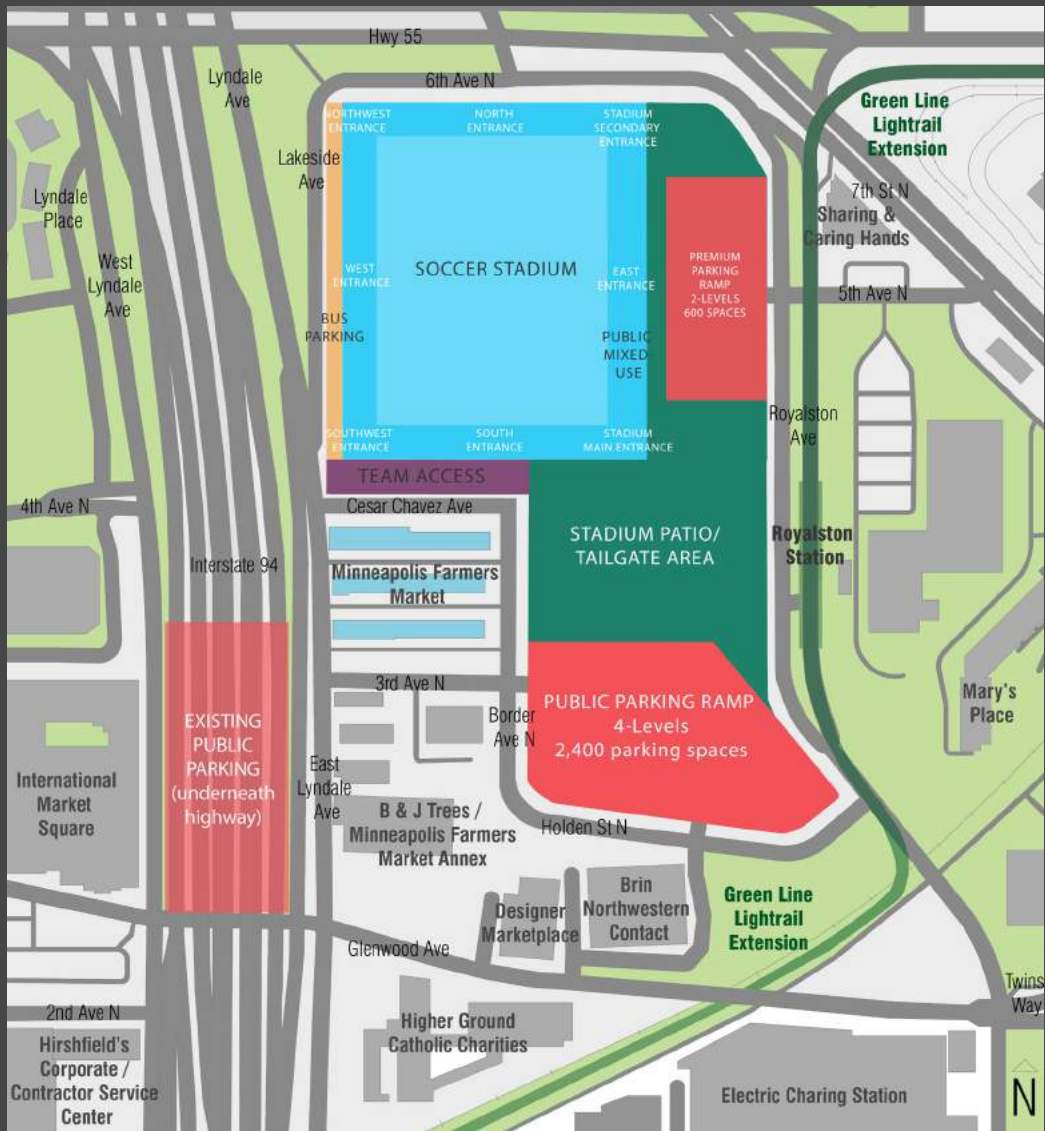 Hwy 55
Lyndale
Ave
6th Ave N
Green Line
Lightrail
Extension
NORTHWEST
ENTRANCE
NORTH
ENTRANCE
STADIUM
SECONDARY
ENTRANCE
Lakeside
Ave
Lyndale
Place
7th St N
Sharing &
Caring Hands
West
Lyndale
Ave
WEST
ENTRANCE
SOCCER STADIUM
EAST
ENTRANCE
PREMIUM
PARKING
RAMP
2-LEVELS
600 SPACES
5th Ave N
BUS
PARKING
PUBLIC
MIXED-
USE
Royalston
Ave
SOUTHWEST
ENTRANCE
SOUTH
ENTRANCE
STADIUM
MAIN ENTRANCE
TEAM ACCESS
4th Ave N
Cesar Chavez Ave
STADIUM PATIO/
TAILGATE AREA
Royalston
Station
Interstate 94
Minneapolis Farmers
Market
3rd Ave N
Border
Ave N
PUBLIC PARKING RAMP
4-Levels
2,400 parking spaces
Mary's
Place
EXISTING
PUBLIC
PARKING
(underneath
highway)
International
Market
Square
East
Lyndale
Ave
B & J Trees /
Minneapolis Farmers
Market Annex
Holden St N
Designer
Marketplace
Brin
Northwestern
Contact
Green Line
Lightrail
Extension
Glenwood Ave
Twins
Way
2nd Ave N
Hirshfield's
Corporate /
Contractor Service
Center
Higher Ground
Catholic Charities
Electric Charing Station
N